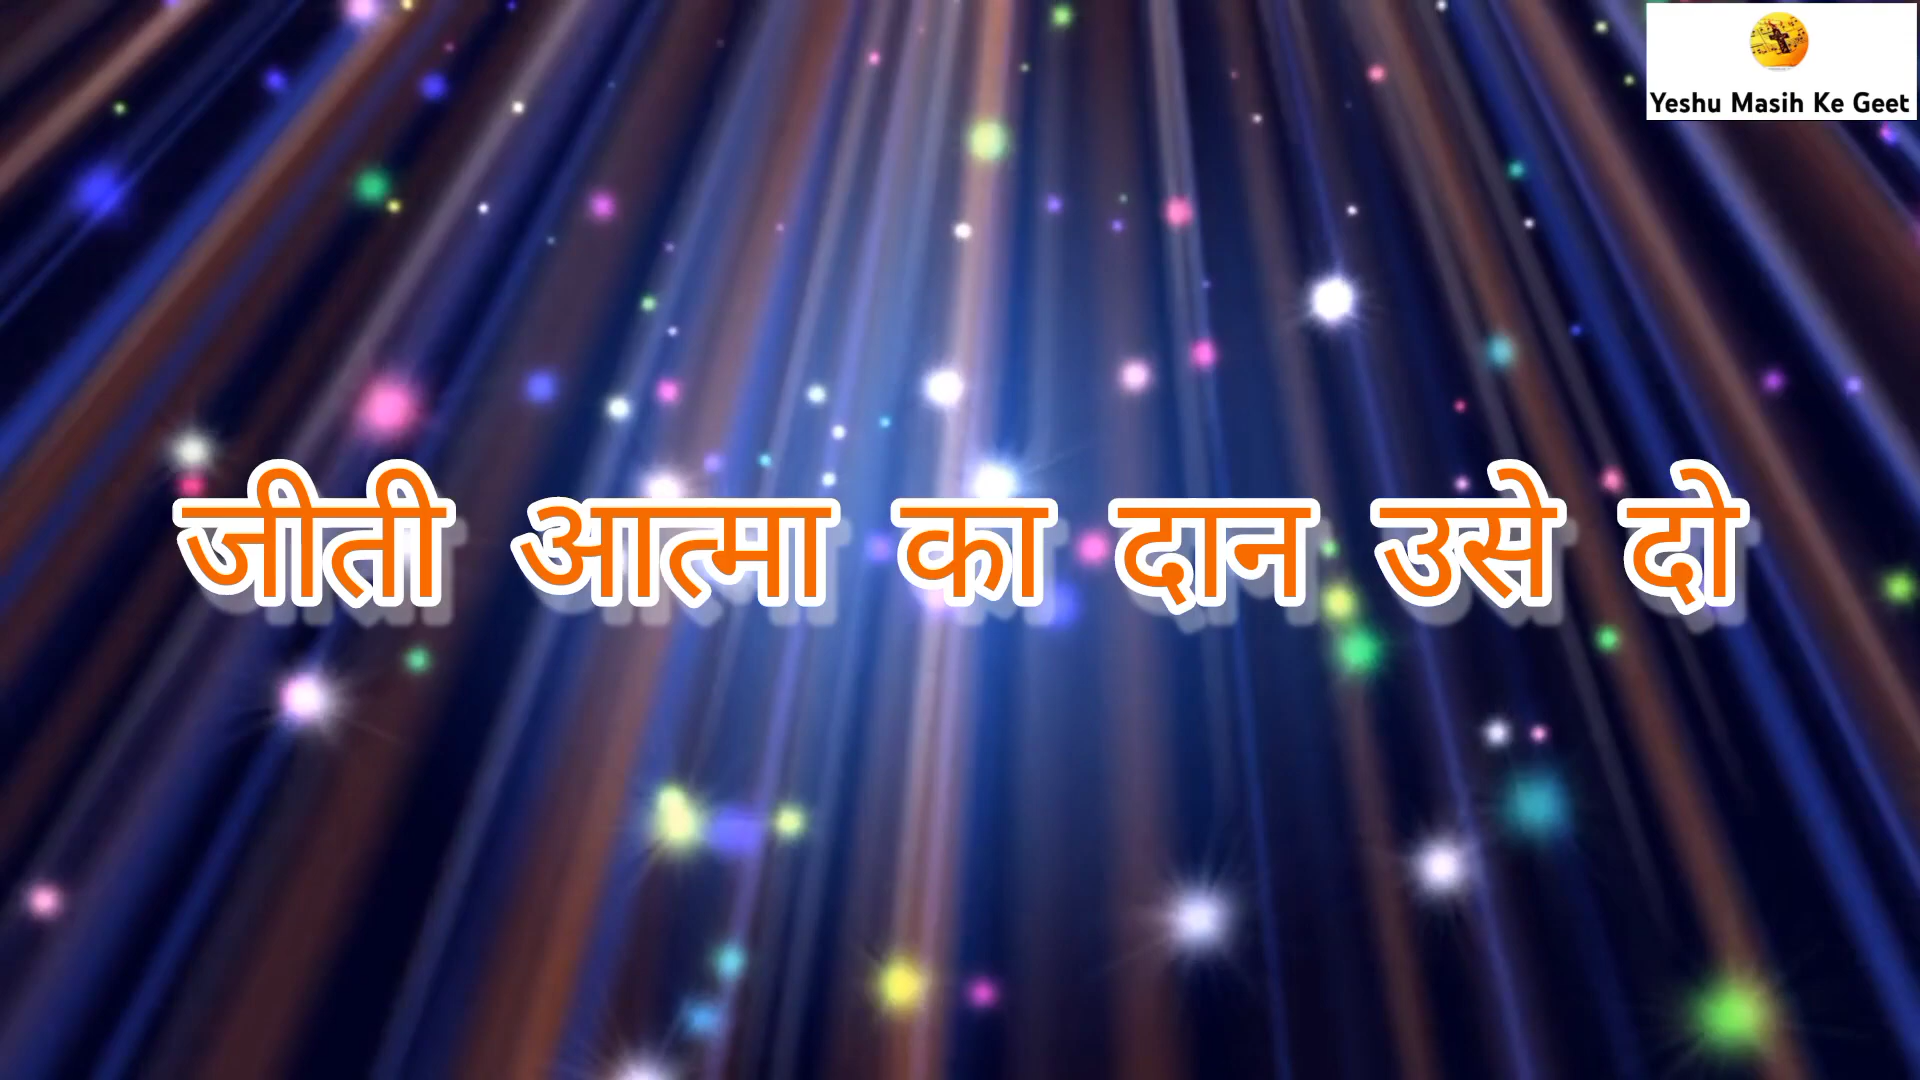 Yeshu Masih Ke Geet
जीती आत्मा का दान उसे दो